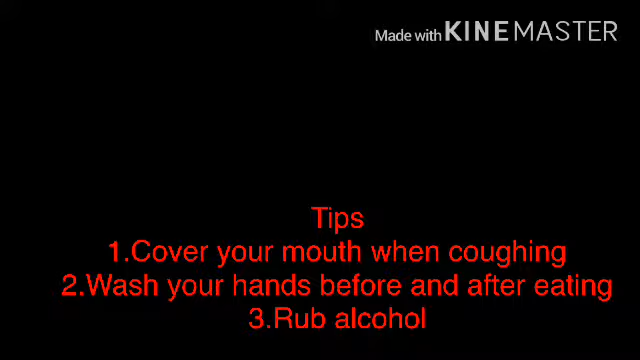 Made with KINEMASTER
Tips
1.Cover your mouth when coughing
2.Wash your hands before and after eating
3.Rub alcohol